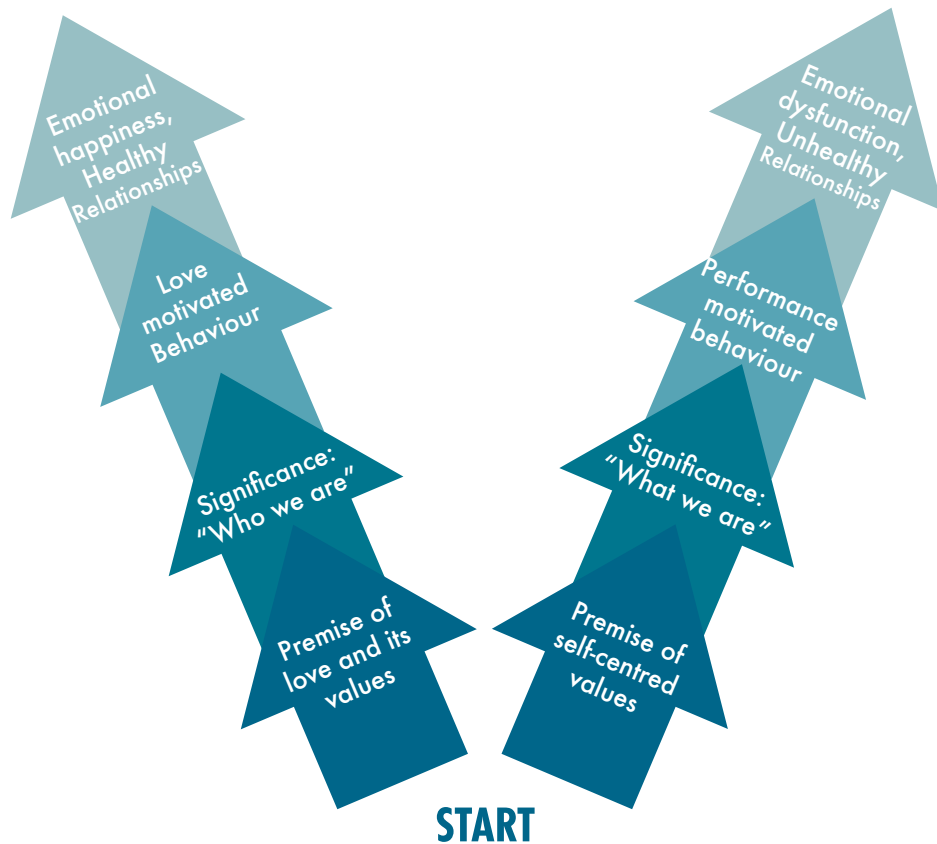 Emotional
happiness,
Healthy
Relationships
Love
motivated
Behaviour
Significance:
“Who we are”
Premise of
love and its
values
Emotional
dysfunction,
Unhealthy
Relationships
Performance
motivated
behaviour
Significance:
“What we are”
Premise of
self-centred
values
START